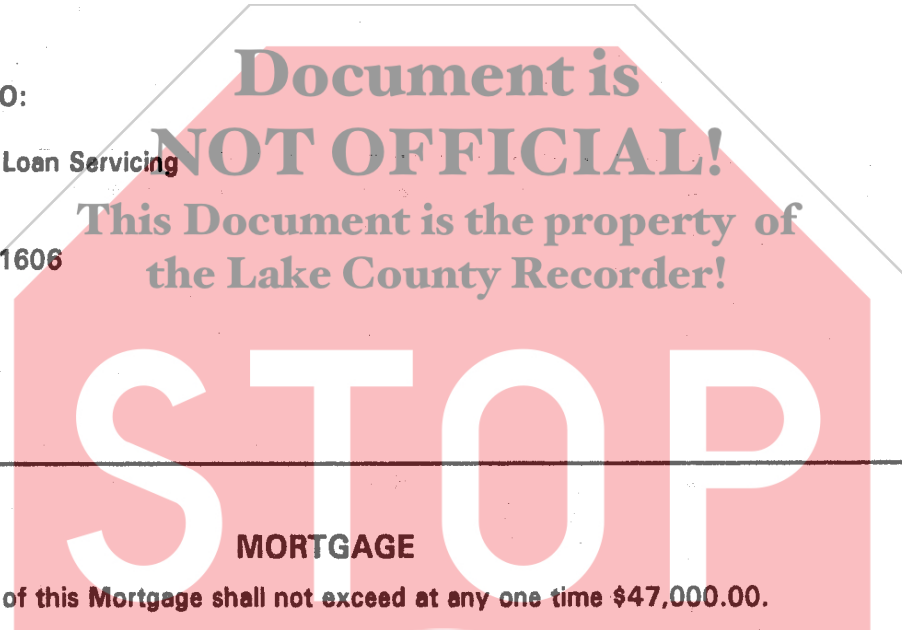 Document is
O:
NOT OFFICIAL!
Loan Servicing
This Document is the property of
1606
the Lake County Recorder!
STOP
MORTGAGE
of this Mortgage shall not exceed at any one time $47,000.00.